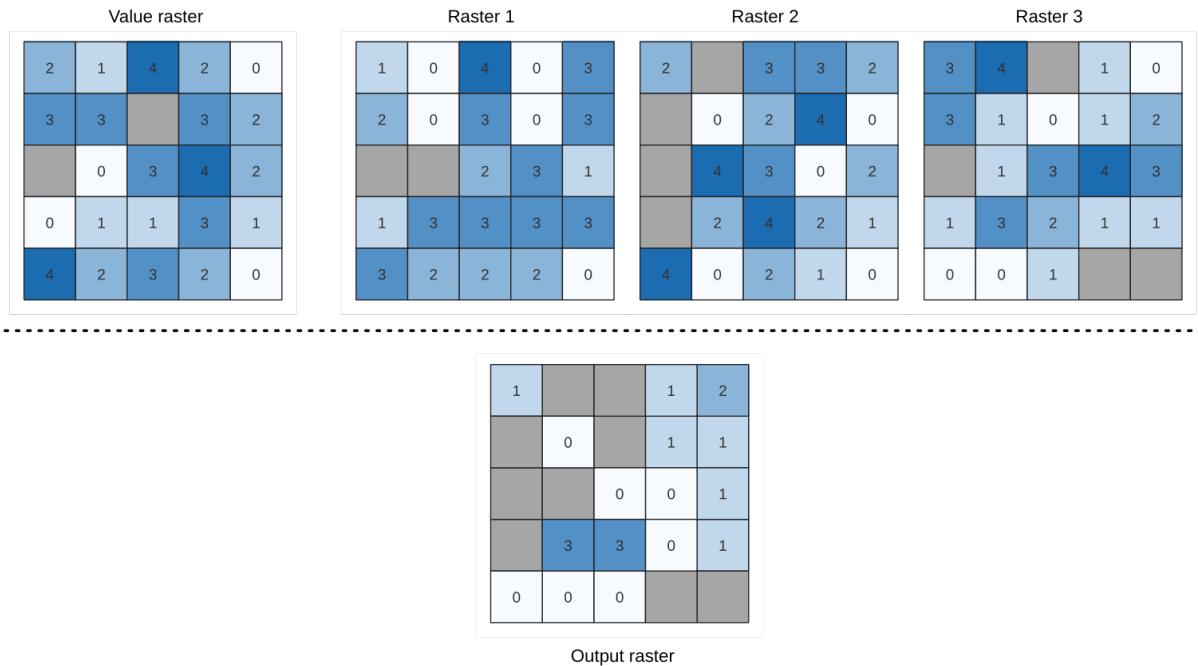 Value raster Raster 1 Raster 2 Raster 3
2 1 4 2 0 1 0 4 0 3 2 3 3 2 3 4 1 0
3 3 3 2 2 0 3 0 3 0 2 4 0 3 1 0 1 2
0 3 4 2 2 3 1 4 3 0 2 1 3 4 3
0 1 1 3 1 1 3 3 3 3 2 4 2 1 1 3 2 1 1
4 2 3 2 0 3 2 2 2 0 4 0 2 1 0 0 0 1
1 1 2
0 1 1
0 0 1
3 3 0 1
0 0 0
Output raster